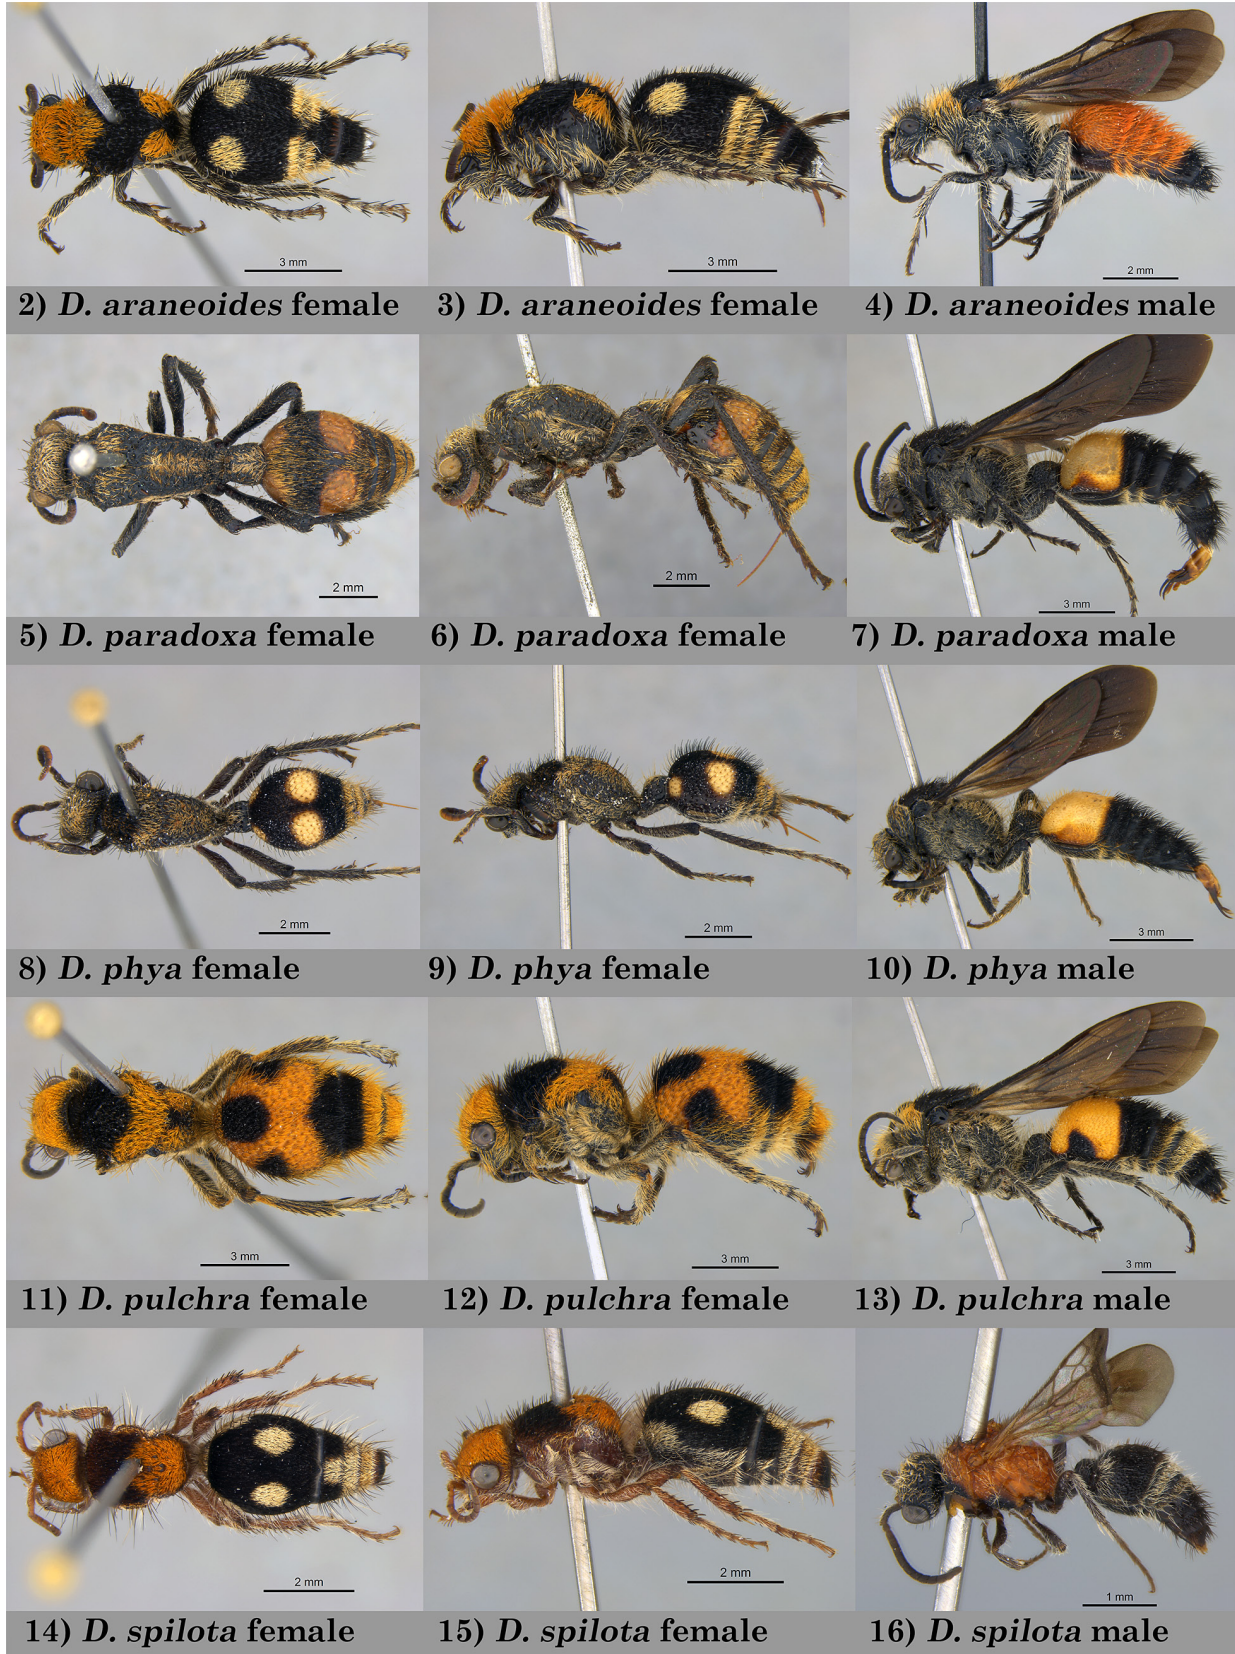 3 mm
3 mm
2 mm
2) D. araneoides female
3) D. araneoides female
4) D. araneoides male
2 mm
2 mm
3 mm
5) D. paradoxa female
6) D. paradoxa female
7) D. paradoxa male
2 mm
2 mm
3 mm
8) D. phya female
9) D. phya female
10) D. phya male
3 mm
3 mm
3 mm
11) D. pulchra female
12) D. pulchra female
13) D. pulchra male
2 mm
2 mm
1 mm
14) D. spilota female
15) D. spilota female
16) D. spilota male